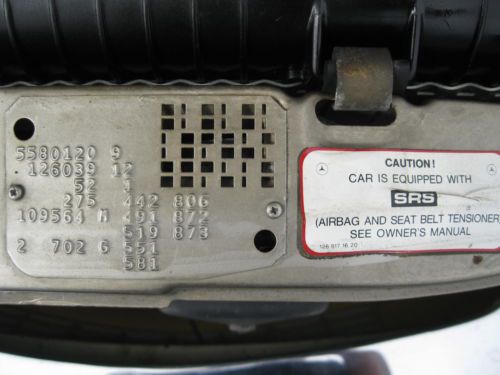 5580120 9
126039 12
52 1
275 442 806
109564 M 491 872
519 873
2 702 6 551
581
CAUTION!
CAR IS EQUIPPED WITH
SRS
(AIRBAG AND SEAT BELT TENSIONER)
SEE OWNER'S MANUAL
126 817 16 20